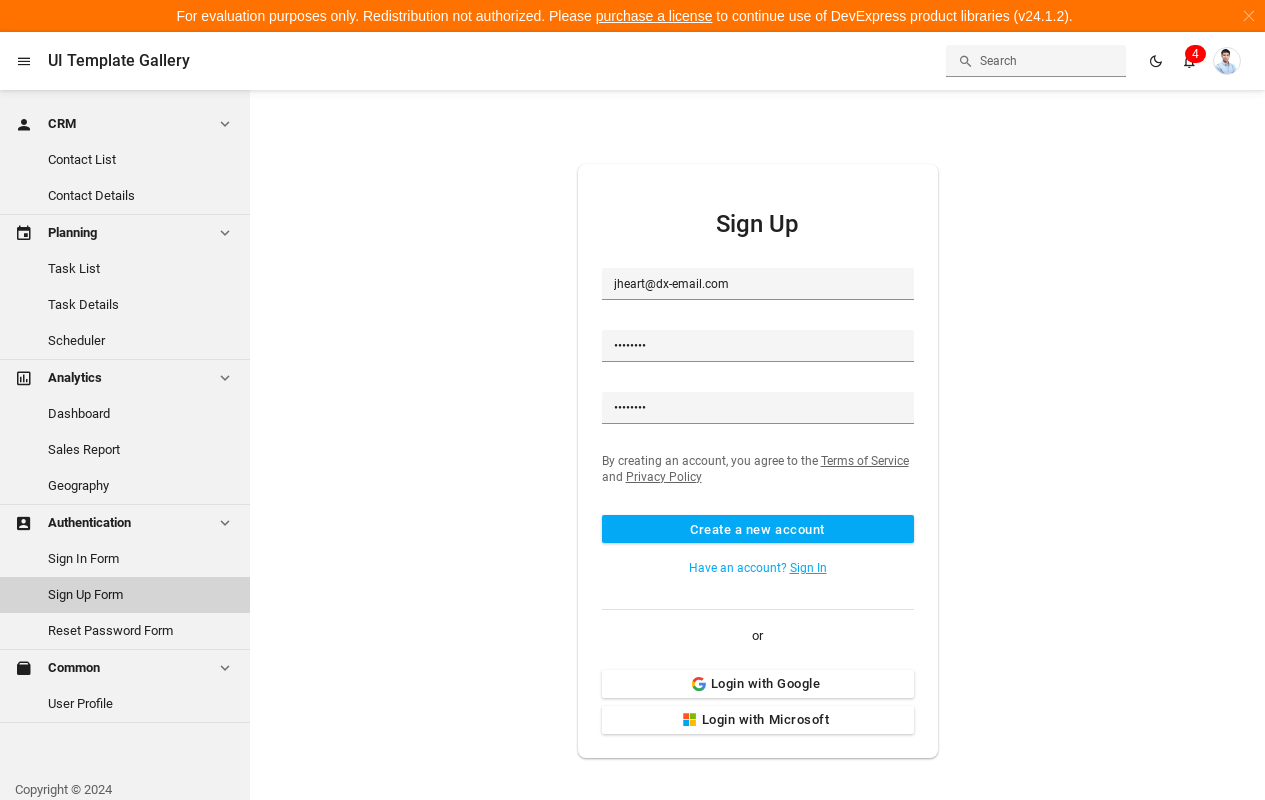 For evaluation purposes only. Redistribution not authorized. Please purchase a license to continue use of DevExpress product libraries (v24.1.2).
UI Template Gallery
Search
4
CRM
Contact List
Contact Details
Planning
Task List
Task Details
Scheduler
Analytics
Dashboard
Sales Report
Geography
Authentication
Sign In Form
Sign Up Form
Reset Password Form
Common
User Profile
Copyright © 2024
Sign Up
jheart@dx-email.com
••••••••
••••••••
By creating an account, you agree to the Terms of Service
and Privacy Policy
Create a new account
Have an account? Sign In
or
Login with Google
Login with Microsoft